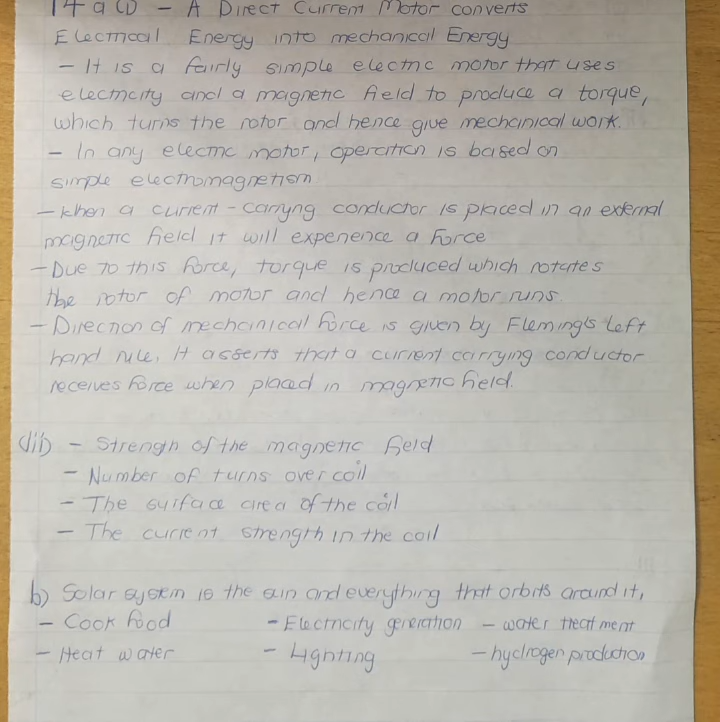 14 a (i) - A Direct Current Motor converts
Electrical Energy into mechanical Energy
- It is a fairly simple electric motor that uses
electricity and a magnetic field to produce a torque,
which turns the rotor and hence give mechanical work.
- In any electric motor, operation is based on
simple electromagnetism
- When a current-carrying conductor is placed in an external
magnetic field it will experience a force
- Due to this force, torque is produced which rotates
the rotor of motor and hence a motor runs.
- Direction of mechanical force is given by Fleming's Left
hand rule, It asserts that a current carrying conductor
receives force when placed in magnetic field.
(ii) - Strength of the magnetic field
- Number of turns over coil
- The surface area of the coil
- The current strength in the coil
b) Solar system is the sun and everything that orbits around it,
- Cook food - Electricity generation - water treatment
- Heat water - Lighting - hydrogen production